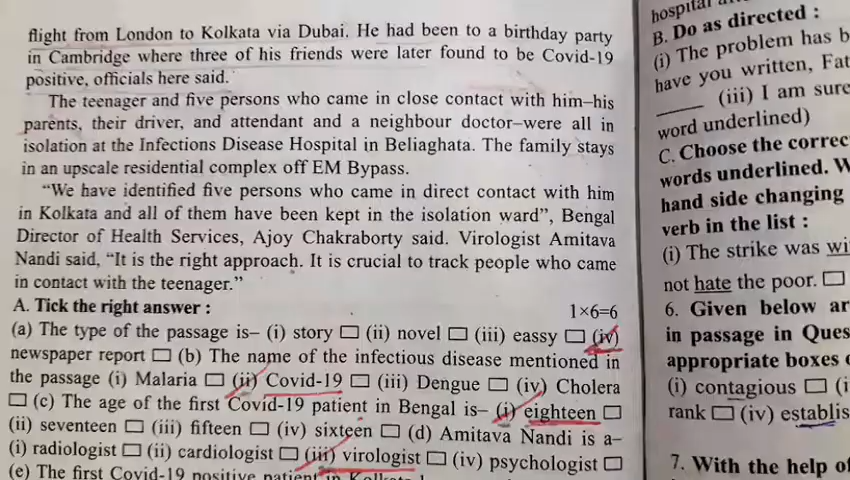 flight from London to Kolkata via Dubai. He had been to a birthday party
in Cambridge where three of his friends were later found to be Covid-19
positive, officials here said.
The teenager and five persons who came in close contact with him–his
parents, their driver, and attendant and a neighbour doctor–were all in
isolation at the Infections Disease Hospital in Beliaghata. The family stays
in an upscale residential complex off EM Bypass.
“We have identified five persons who came in direct contact with him
in Kolkata and all of them have been kept in the isolation ward”, Bengal
Director of Health Services, Ajoy Chakraborty said. Virologist Amitava
Nandi said, “It is the right approach. It is crucial to track people who came
in contact with the teenager.”
A. Tick the right answer : 1×6=6
(a) The type of the passage is– (i) story □ (ii) novel □ (iii) eassy □ (iv)
newspaper report □ (b) The name of the infectious disease mentioned in
the passage (i) Malaria □ (ii) Covid-19 □ (iii) Dengue □ (iv) Cholera
□ (c) The age of the first Covid-19 patient in Bengal is– (i) eighteen □
(ii) seventeen □ (iii) fifteen □ (iv) sixteen □ (d) Amitava Nandi is a–
(i) radiologist □ (ii) cardiologist □ (iii) virologist □ (iv) psychologist □
(e) The first Covid-19 positive patient in
hospital
B. Do as directed :
(i) The problem has b
have you written, Fat
____ (iii) I am sure
word underlined)
C. Choose the correc
words underlined. W
hand side changing
verb in the list :
(i) The strike was wi
not hate the poor. □
6. Given below ar
in passage in Ques
appropriate boxes
(i) contagious □ (i
rank □ (iv) establis
7. With the help of